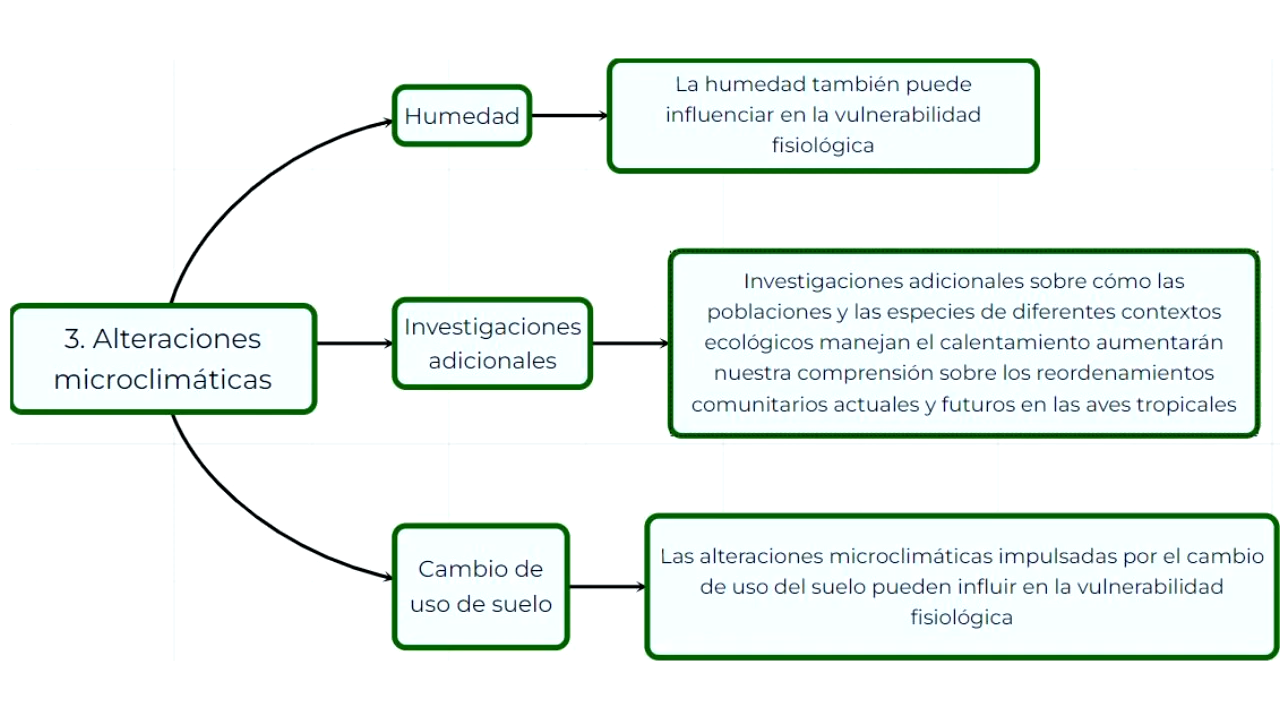 Humedad
La humedad también puede
influenciar en la vulnerabilidad
fisiológica
3. Alteraciones
microclimáticas
Investigaciones
adicionales
Investigaciones adicionales sobre cómo las
poblaciones y las especies de diferentes contextos
ecológicos manejan el calentamiento aumentarán
nuestra comprensión sobre los reordenamientos
comunitarios actuales y futuros en las aves tropicales
Cambio de
uso de suelo
Las alteraciones microclimáticas impulsadas por el cambio
de uso del suelo pueden influir en la vulnerabilidad
fisiológica